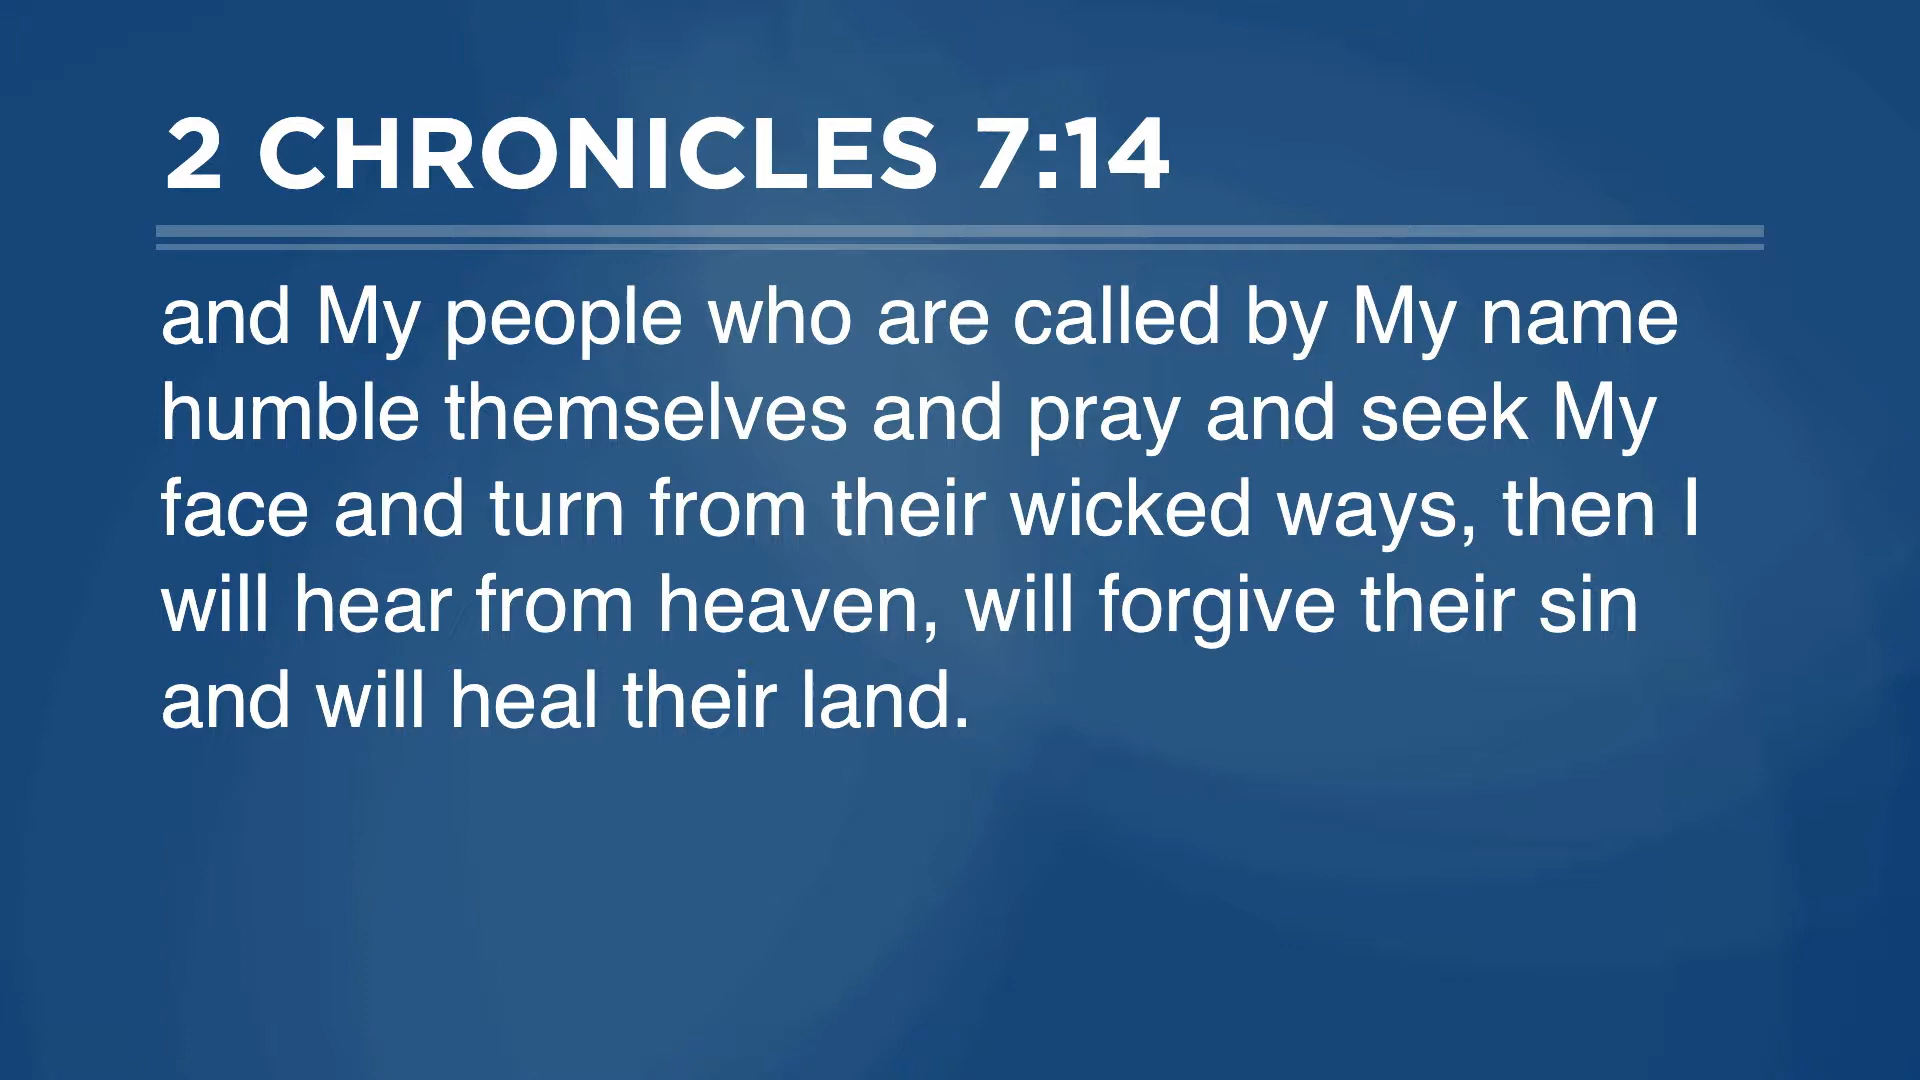 2 CHRONICLES 7:14
and My people who are called by My name
humble themselves and pray and seek My
face and turn from their wicked ways, then I
will hear from heaven, will forgive their sin
and will heal their land.